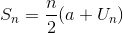 $S_n = \frac{n}{2}(a + U_n)$